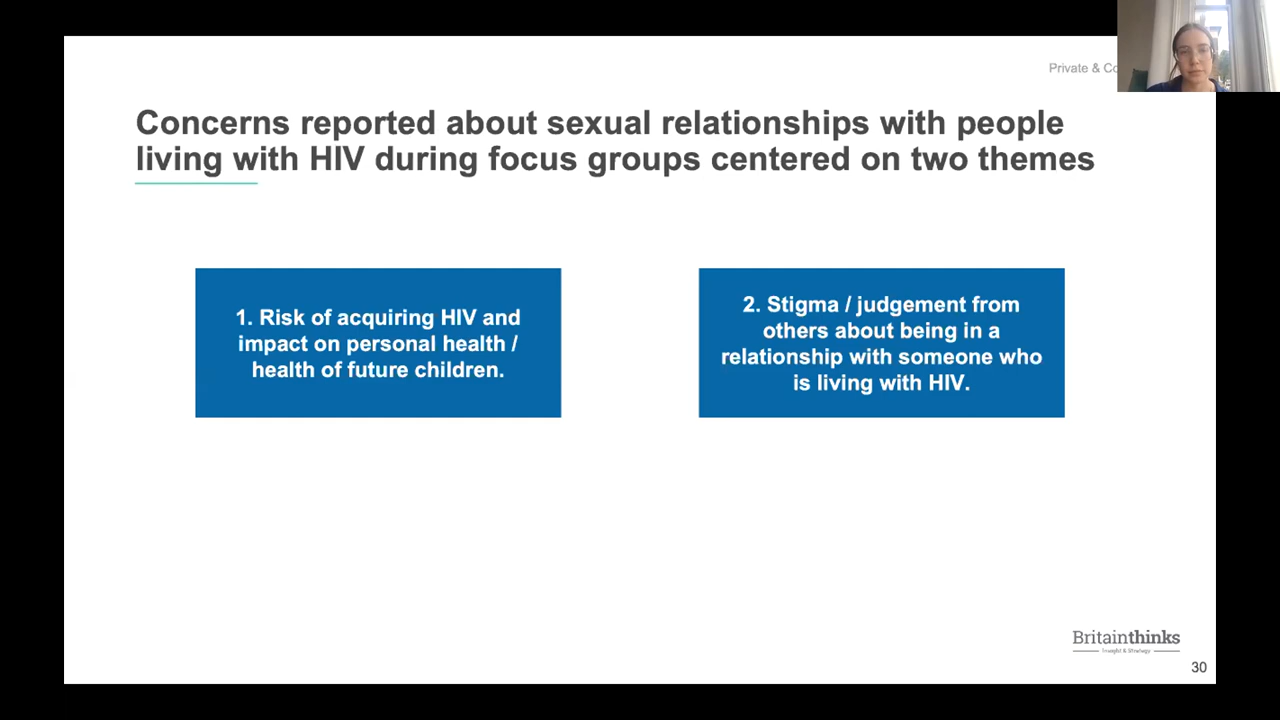 Private & Co
Concerns reported about sexual relationships with people
living with HIV during focus groups centered on two themes
1. Risk of acquiring HIV and
impact on personal health /
health of future children.
2. Stigma / judgement from
others about being in a
relationship with someone who
is living with HIV.
Britainthinks
Insight & Strategy
30